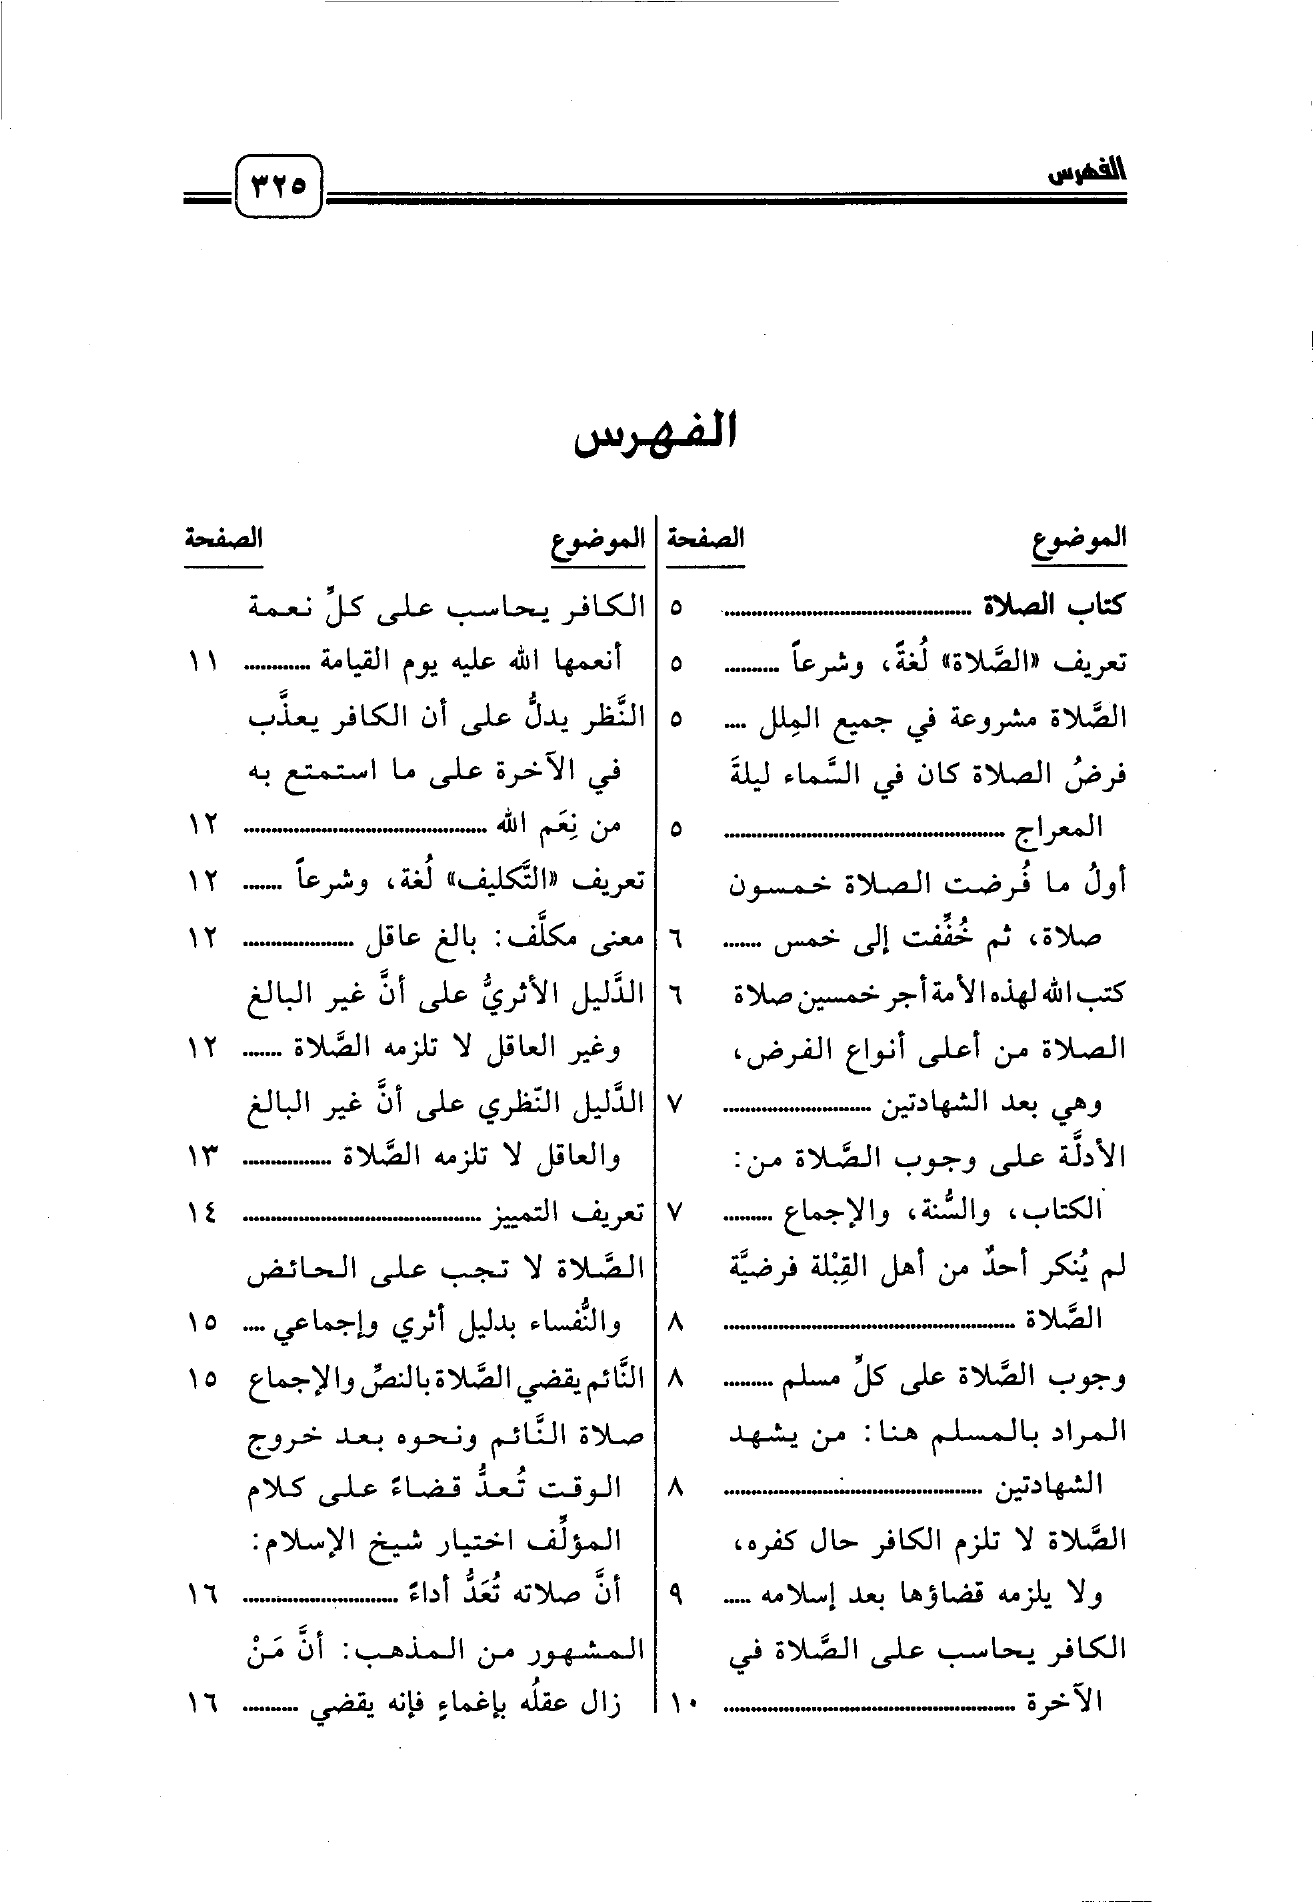 الفهرس
٣٢٥
الفهرس
الموضوع الصفحة
كتاب الصلاة ............ ٥
تعريف «الصَّلاة» لُغةً، وشرعاً .......... ٥
الصَّلاة مشروعة في جميع المِلل .... ٥
فرضُ الصلاة كان في السَّماء ليلةَ
المعراج ............ ٥
أولُ ما فُرضت الصلاة خمسون
صلاة، ثم خُفِّفت إلى خمس ....... ٦
كتب الله لهذه الأمة أجر خمسين صلاة ٦
الصلاة من أعلى أنواع الفرض،
وهي بعد الشهادتين ............ ٧
الأدلَّة على وجوب الصَّلاة من:
الكتاب، والسُّنة، والإجماع ......... ٧
لم يُنكر أحدٌ من أهل القِبْلة فرضيَّة
الصَّلاة ............ ٨
وجوب الصَّلاة على كلِّ مسلم ......... ٨
المراد بالمسلم هنا: من يشهد
الشهادتين ............ ٨
الصَّلاة لا تلزم الكافر حال كفره،
ولا يلزمه قضاؤها بعد إسلامه ..... ٩
الكافر يحاسب على الصَّلاة في
الآخرة ............ ١٠
الموضوع الصفحة
الكافر يحاسب على كلِّ نعمة
أنعمها الله عليه يوم القيامة ............ ١١
النَّظر يدلُّ على أن الكافر يعذَّب
في الآخرة على ما استمتع به
من نِعَم الله ............ ١٢
تعريف «التَّكليف» لُغة، وشرعاً ....... ١٢
معنى مكلَّف: بالغ عاقل ............ ١٢
الدَّليل الأثريُّ على أنَّ غير البالغ
وغير العاقل لا تلزمه الصَّلاة ....... ١٢
الدَّليل النّظري على أنَّ غير البالغ
والعاقل لا تلزمه الصَّلاة ............ ١٣
تعريف التمييز ............ ١٤
الصَّلاة لا تجب على الحائض
والنُّفساء بدليل أثري وإجماعي .... ١٥
النَّائم يقضي الصَّلاة بالنصِّ والإجماع ١٥
صلاة النَّائم ونحوه بعد خروج
الوقت تُعدُّ قضاءً على كلام
المؤلِّف اختيار شيخ الإسلام:
أنَّ صلاته تُعَدُّ أداءً ............ ١٦
المشهور من المذهب: أنَّ مَنْ
زال عقلُه بإغماءٍ فإنه يقضي .......... ١٦